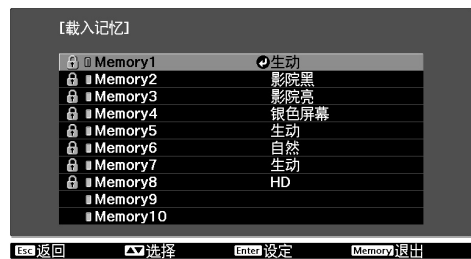 [载入记忆]
Memory1 生动
Memory2 影院黑
Memory3 影院亮
Memory4 银色屏幕
Memory5 生动
Memory6 自然
Memory7 生动
Memory8 HD
Memory9
Memory10
Esc 返回 选择 Enter 设定 Memory 退出